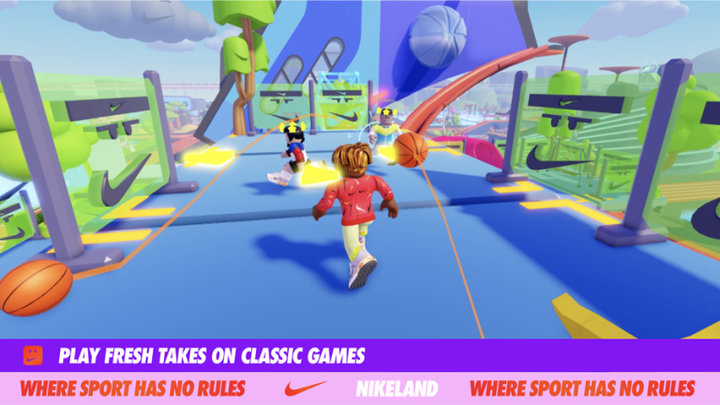 PLAY FRESH TAKES ON CLASSIC GAMES
WHERE SPORT HAS NO RULES NIKELAND WHERE SPORT HAS NO RULES